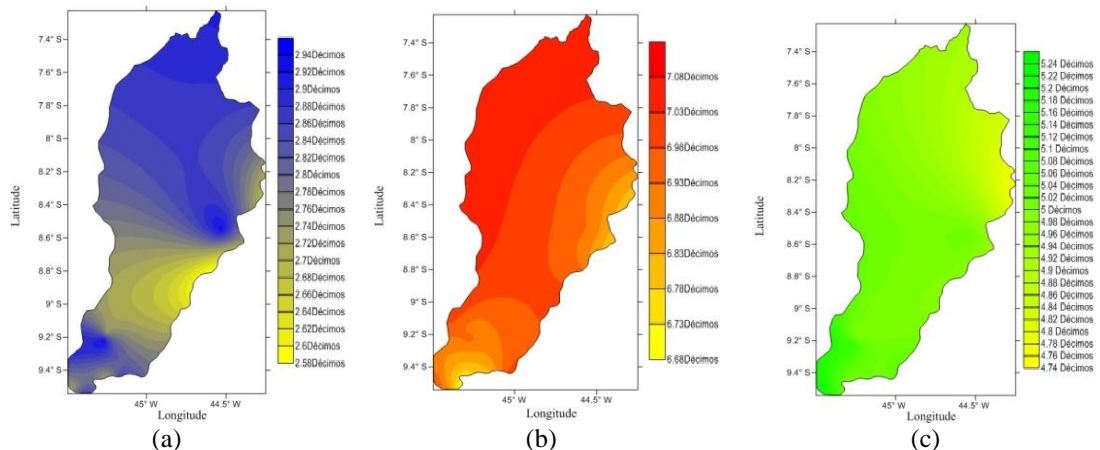 7.4° S
7.6° S
7.8° S
8° S
8.2° S
8.4° S
8.6° S
8.8° S
9° S
9.2° S
9.4° S
Latitude
45° W
44.5° W
Longitude
2.94Décimos
2.92Décimos
2.9Décimos
2.88Décimos
2.86Décimos
2.84Décimos
2.82Décimos
2.8Décimos
2.78Décimos
2.76Décimos
2.74Décimos
2.72Décimos
2.7Décimos
2.68Décimos
2.66Décimos
2.64Décimos
2.62Décimos
2.6Décimos
2.58Décimos
(a)
7.4° S
7.6° S
7.8° S
8° S
8.2° S
8.4° S
8.6° S
8.8° S
9° S
9.2° S
9.4° S
Latitude
45° W
44.5° W
Longitude
7.08Décimos
7.03Décimos
6.98Décimos
6.93Décimos
6.88Décimos
6.83Décimos
6.78Décimos
6.73Décimos
6.68Décimos
(b)
7.4° S
7.6° S
7.8° S
8° S
8.2° S
8.4° S
8.6° S
8.8° S
9° S
9.2° S
9.4° S
Latitude
45° W
44.5° W
Longitude
5.24 Décimos
5.22 Décimos
5.2 Décimos
5.18 Décimos
5.16 Décimos
5.14 Décimos
5.12 Décimos
5.1 Décimos
5.08 Décimos
5.06 Décimos
5.04 Décimos
5.02 Décimos
5 Décimos
4.98 Décimos
4.96 Décimos
4.94 Décimos
4.92 Décimos
4.9 Décimos
4.88 Décimos
4.86 Décimos
4.84 Décimos
4.82 Décimos
4.8 Décimos
4.78 Décimos
4.76 Décimos
4.74 Décimos
(c)